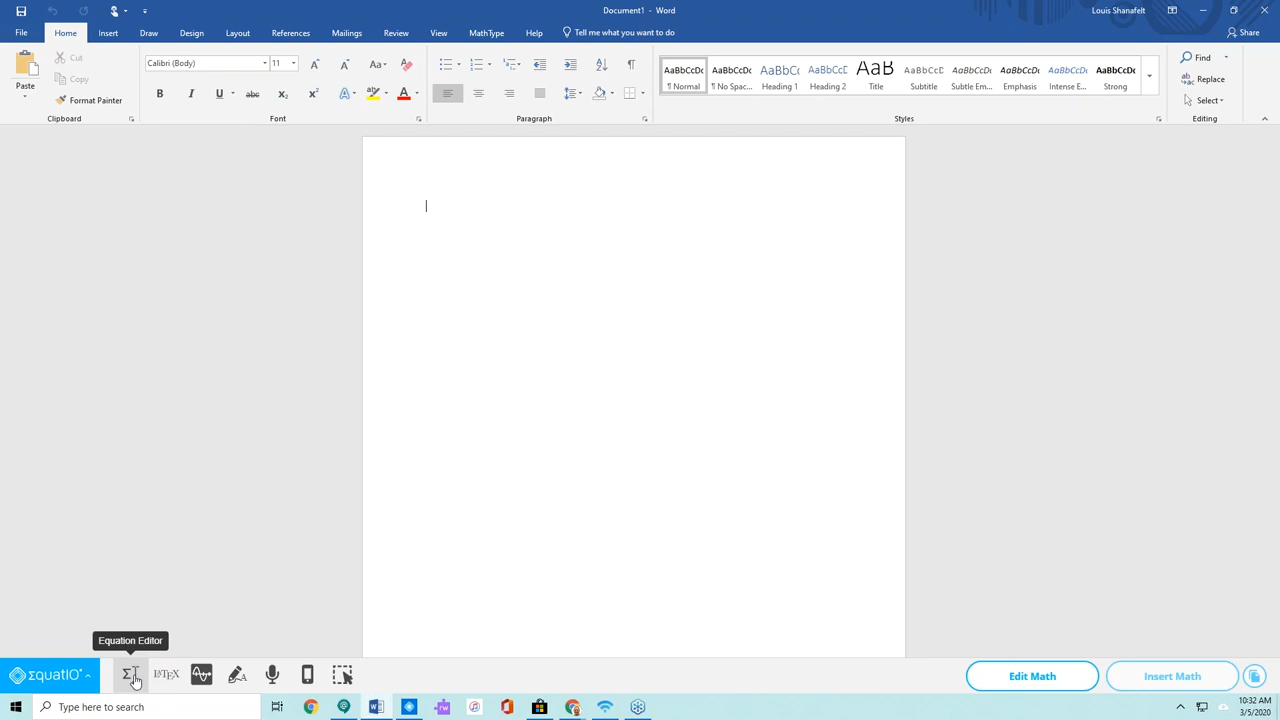 Document1 - Word
Louis Shanafelt
File Home Insert Draw Design Layout References Mailings Review View MathType Help Tell me what you want to do Share
Paste
Cut
Copy
Format Painter
Clipboard
Calibri (Body) 11
Font
Paragraph
AaBbCcDc AaBbCcDc AaBbCc AaBbCcD AaB AaBbCcD AaBbCcDc AaBbCcDc AaBbCcDc AaBbCcDc
¶ Normal ¶ No Spac... Heading 1 Heading 2 Title Subtitle Subtle Em... Emphasis Intense E... Strong
Styles
Find
Replace
Select
Editing
Equation Editor
ΣquatIO
LATEX
Edit Math
Insert Math
Type here to search
rw
10:32 AM
3/5/2020